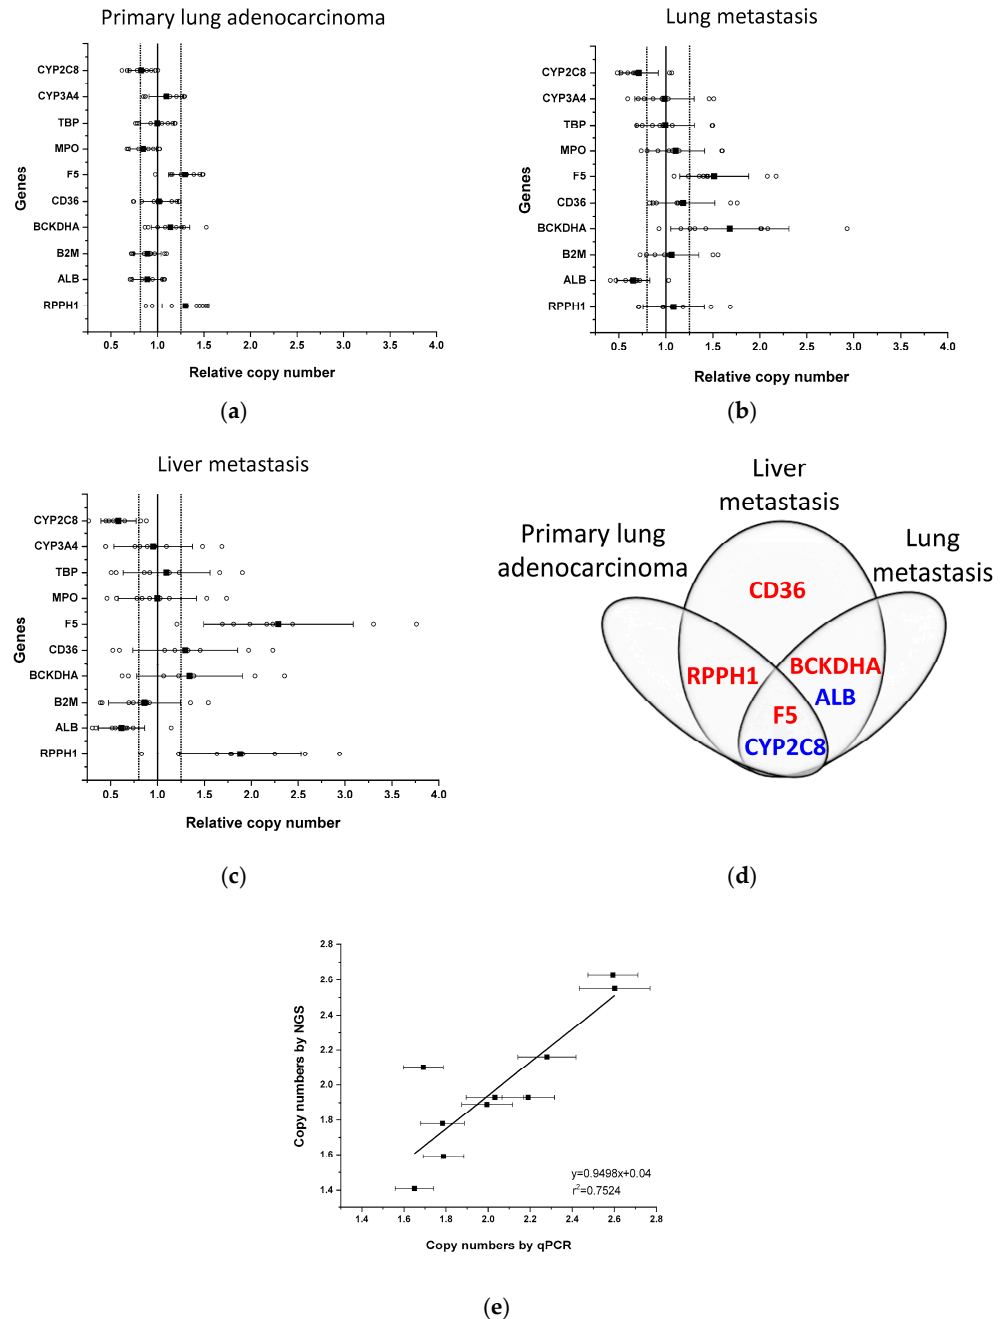 Primary lung adenocarcinoma
Genes
CYP2C8
CYP3A4
TBP
MPO
F5
CD36
BCKDHA
B2M
ALB
RPPH1
0.5 1.0 1.5 2.0 2.5 3.0 3.5 4.0
Relative copy number
(a)
Lung metastasis
Genes
CYP2C8
CYP3A4
TBP
MPO
F5
CD36
BCKDHA
B2M
ALB
RPPH1
0.5 1.0 1.5 2.0 2.5 3.0 3.5 4.0
Relative copy number
(b)
Liver metastasis
Genes
CYP2C8
CYP3A4
TBP
MPO
F5
CD36
BCKDHA
B2M
ALB
RPPH1
0.5 1.0 1.5 2.0 2.5 3.0 3.5 4.0
Relative copy number
(c)
Liver
metastasis
Primary lung
adenocarcinoma
Lung
metastasis
CD36
RPPH1
BCKDHA
ALB
F5
CYP2C8
(d)
Copy numbers by NGS
2.8
2.6
2.4
2.2
2.0
1.8
1.6
1.4
y=0.9498x+0.04
r²=0.7524
1.4 1.6 1.8 2.0 2.2 2.4 2.6 2.8
Copy numbers by qPCR
(e)